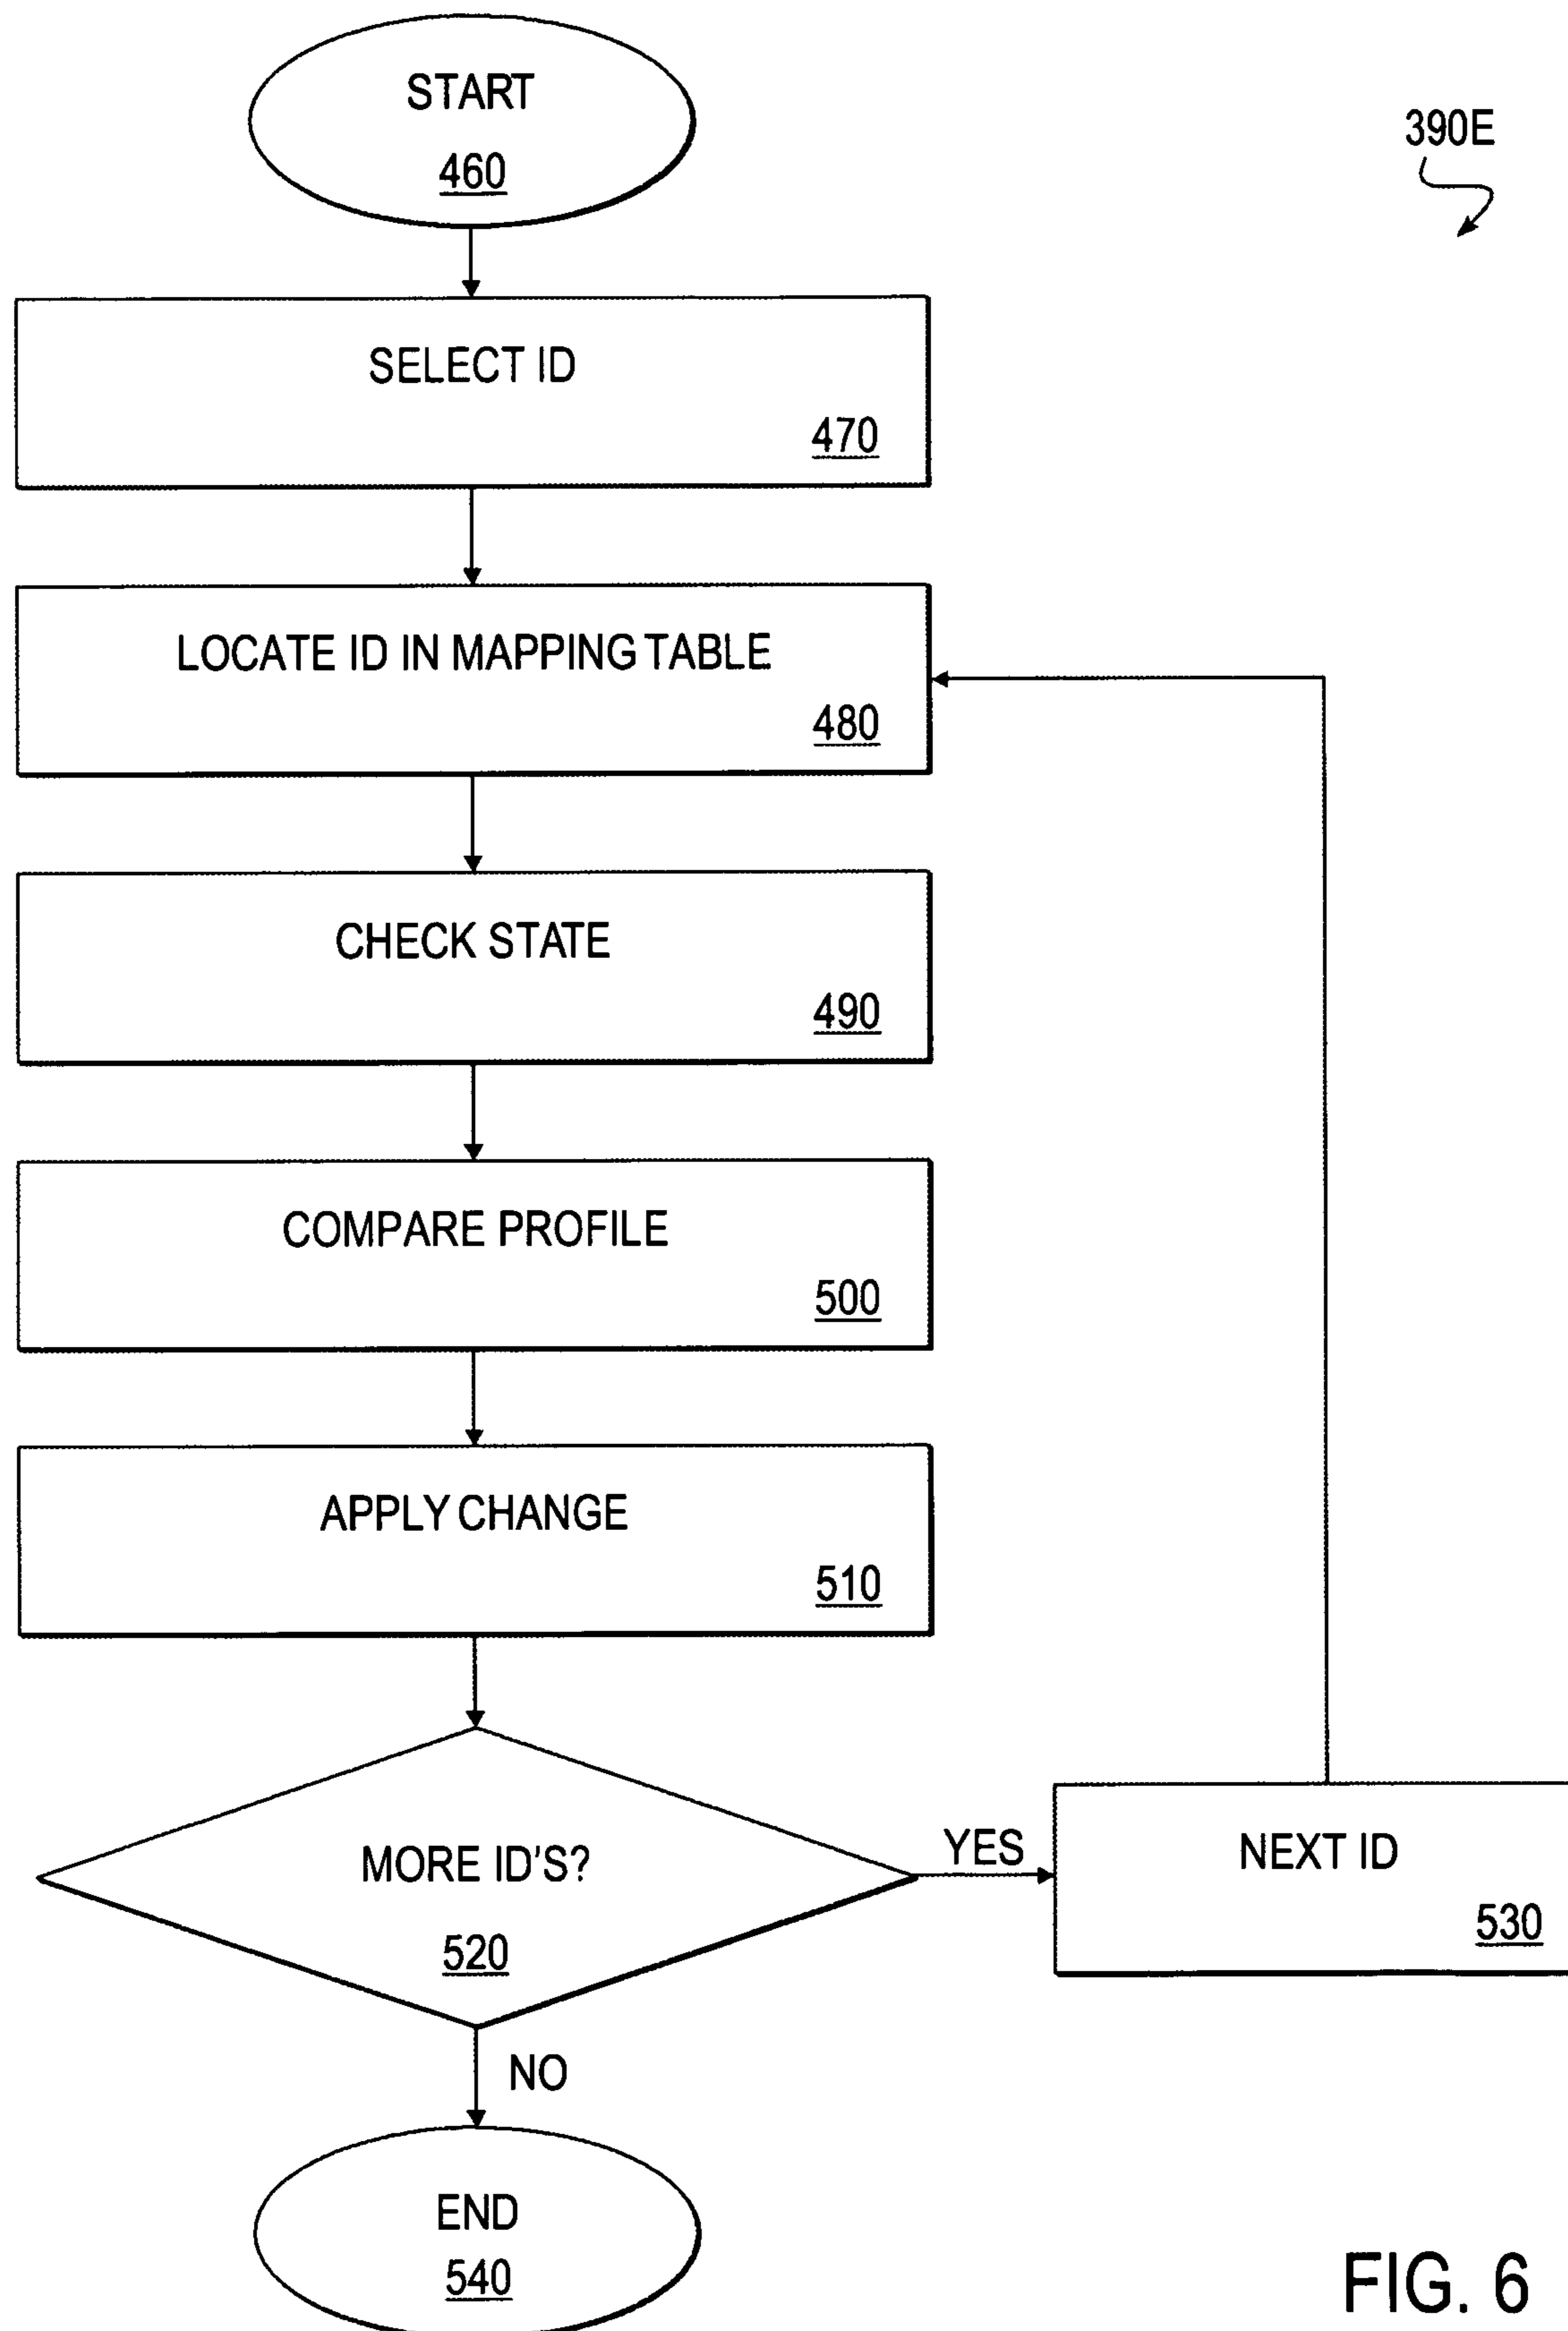 START
460
390E
SELECT ID
470
LOCATE ID IN MAPPING TABLE
480
CHECK STATE
490
COMPARE PROFILE
500
APPLY CHANGE
510
MORE ID'S?
520
YES
NEXT ID
530
NO
END
540
FIG. 6